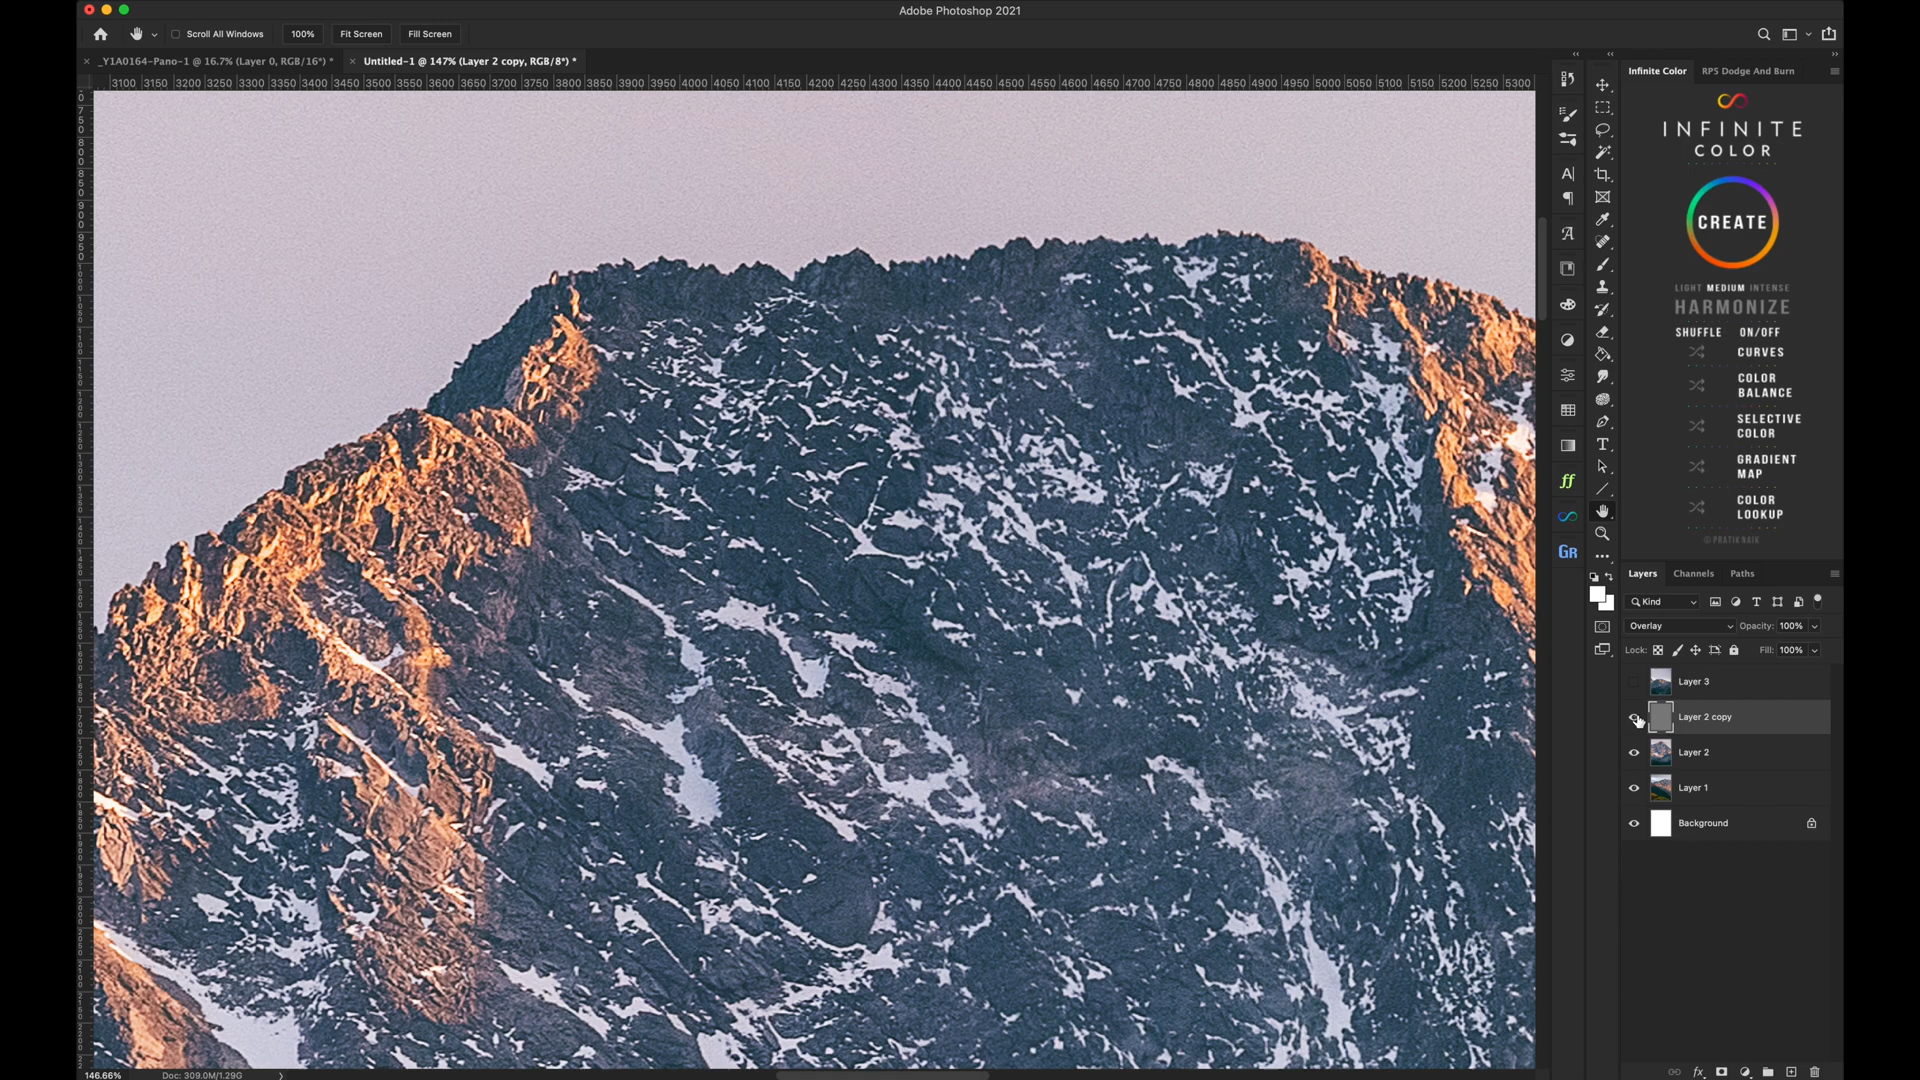 Adobe Photoshop 2021
Scroll All Windows 100% Fit Screen Fill Screen
× _Y1A0164-Pano-1 @ 16.7% (Layer 0, RGB/16*) * × Untitled-1 @ 147% (Layer 2 copy, RGB/8*) *
3100 3150 3200 3250 3300 3350 3400 3450 3500 3550 3600 3650 3700 3750 3800 3850 3900 3950 4000 4050 4100 4150 4200 4250 4300 4350 4400 4450 4500 4550 4600 4650 4700 4750 4800 4850 4900 4950 5000 5050 5100 5150 5200 5250 5300
Infinite Color RPS Dodge And Burn
INFINITE
COLOR
CREATE
LIGHT MEDIUM INTENSE
HARMONIZE
SHUFFLE ON/OFF
CURVES
COLOR
BALANCE
SELECTIVE
COLOR
GRADIENT
MAP
COLOR
LOOKUP
© PRATIK NAIK
ff
Gr
Layers Channels Paths
Kind
Overlay Opacity: 100%
Lock: Fill: 100%
Layer 3
Layer 2 copy
Layer 2
Layer 1
Background
fx
146.66% Doc: 309.0M/1.29G